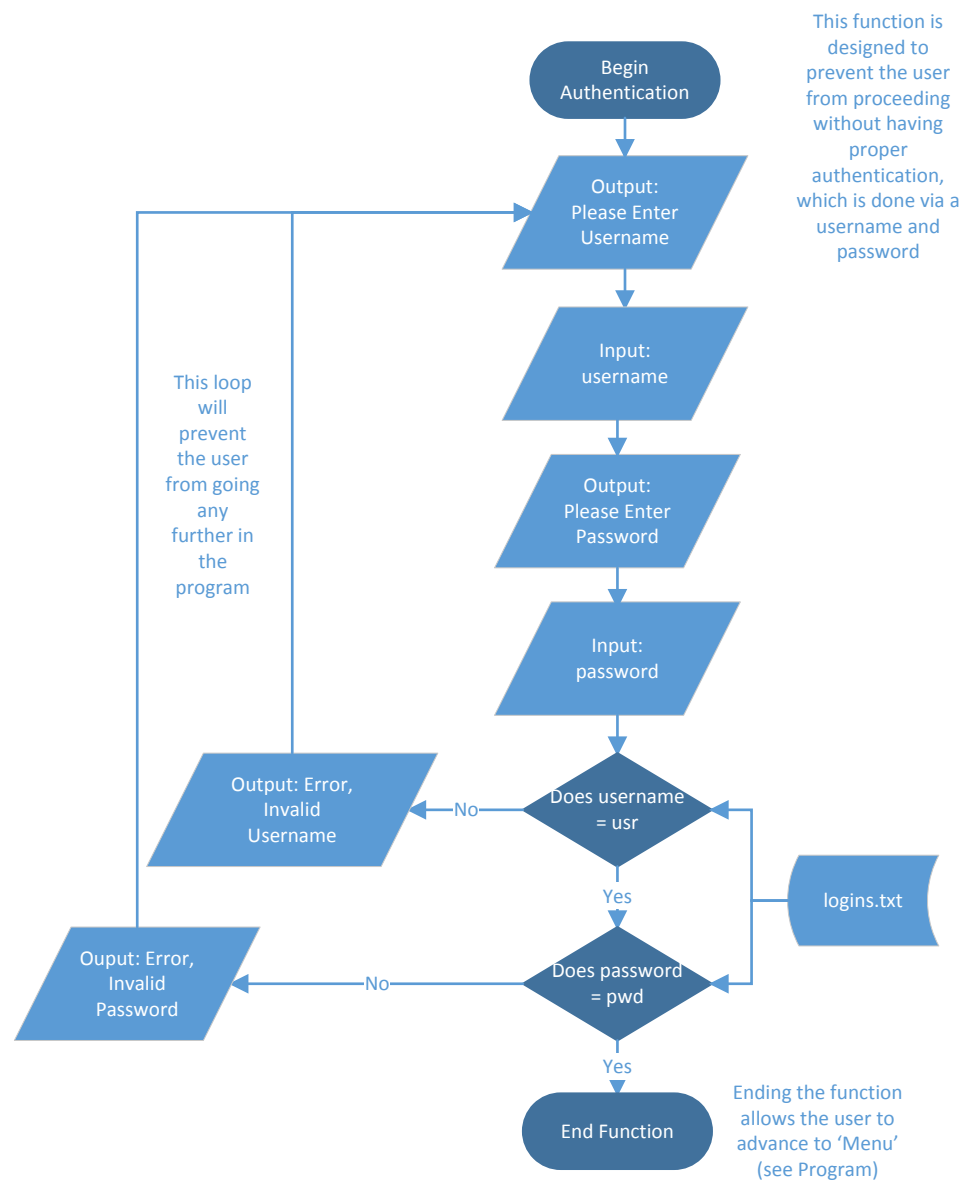 Begin
Authentication
This function is
designed to
prevent the user
from proceeding
without having
proper
authentication,
which is done via a
username and
password
Output:
Please Enter
Username
Input:
username
This loop
will
prevent
the user
from going
any
further in
the
program
Output:
Please Enter
Password
Input:
password
Does username
= usr
No
Output: Error,
Invalid
Username
Yes
logins.txt
Does password
= pwd
No
Ouput: Error,
Invalid
Password
Yes
End Function
Ending the function
allows the user to
advance to ‘Menu’
(see Program)